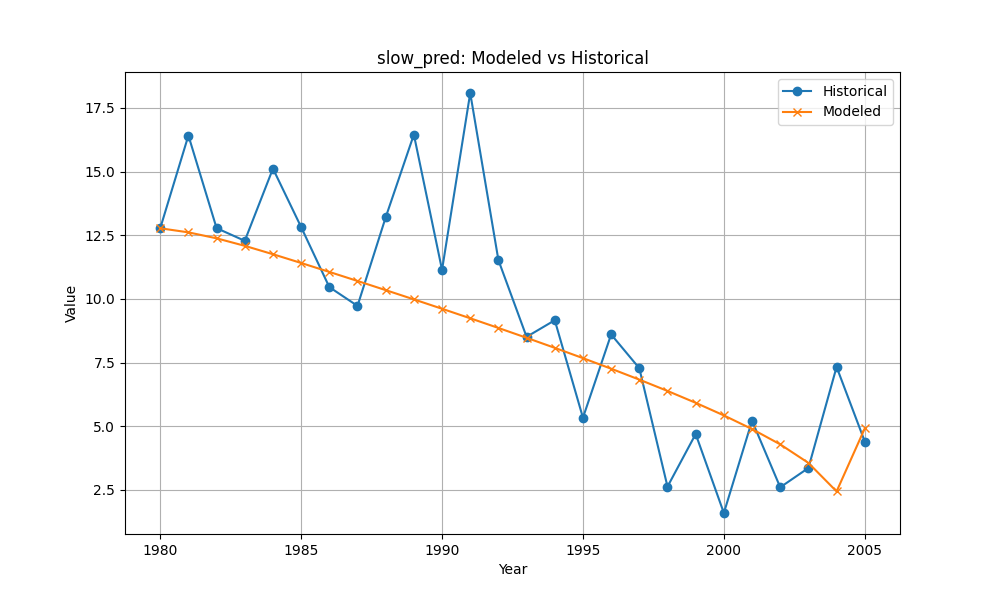 slow_pred: Modeled vs Historical
Historical
Modeled
17.5
15.0
12.5
10.0
7.5
5.0
2.5
Value
1980
1985
1990
1995
2000
2005
Year